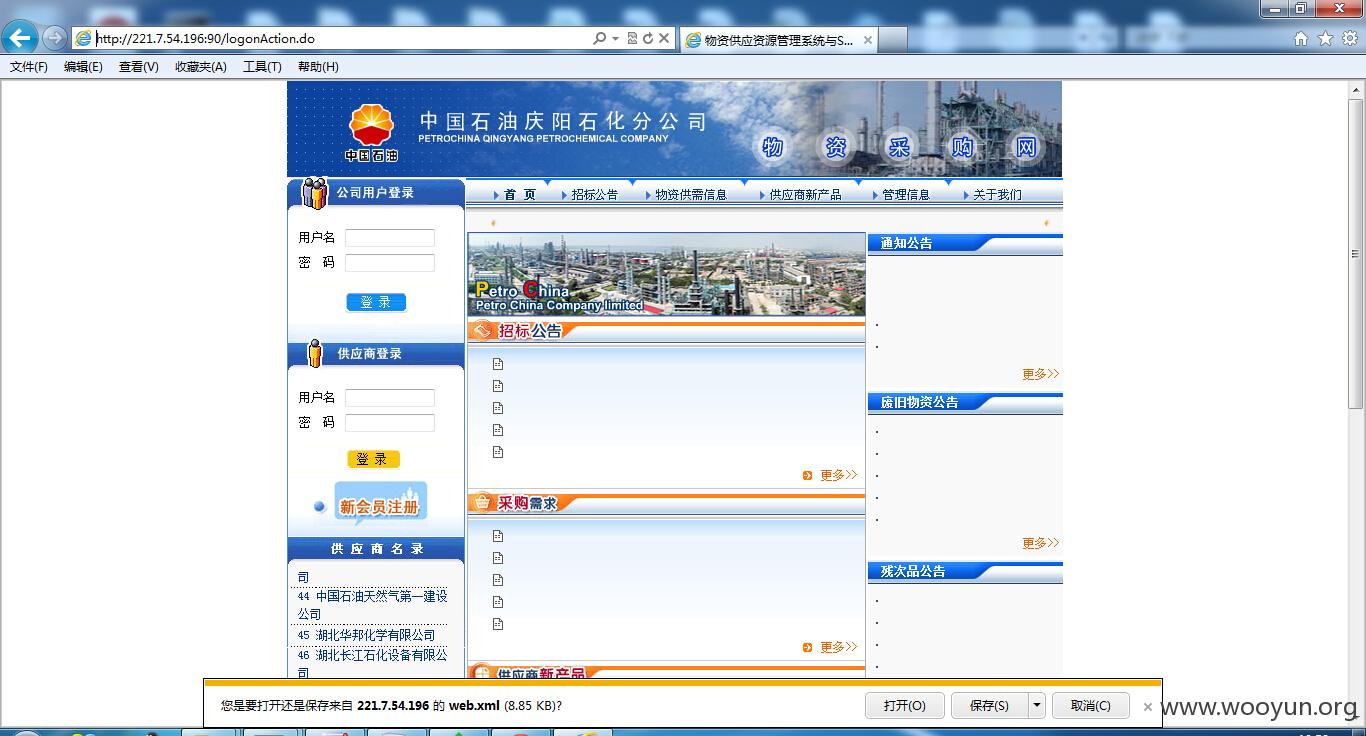 http://221.7.54.196:90/logonAction.do
物资供应资源管理系统与S...
文件(F) 编辑(E) 查看(V) 收藏夹(A) 工具(T) 帮助(H)
中国石油
中国石油庆阳石化分公司
PETROCHINA QINGYANG PETROCHEMICAL COMPANY
物资采购网
公司用户登录
用户名
密 码
登 录
供应商登录
用户名
密 码
登 录
新会员注册
供 应 商 名 录
司
44 中国石油天然气第一建设
公司
45 湖北华邦化学有限公司
46 湖北长江石化设备有限公
司
首 页 招标公告 物资供需信息 供应商新产品 管理信息 关于我们
Petro China
Petro China Company limited
招标公告
更多>>
采购需求
更多>>
供应商新产品
通知公告
更多>>
废旧物资公告
更多>>
残次品公告
您是要打开还是保存来自 221.7.54.196 的 web.xml (8.85 KB)?
打开(O) 保存(S) 取消(C)
www.wooyun.org